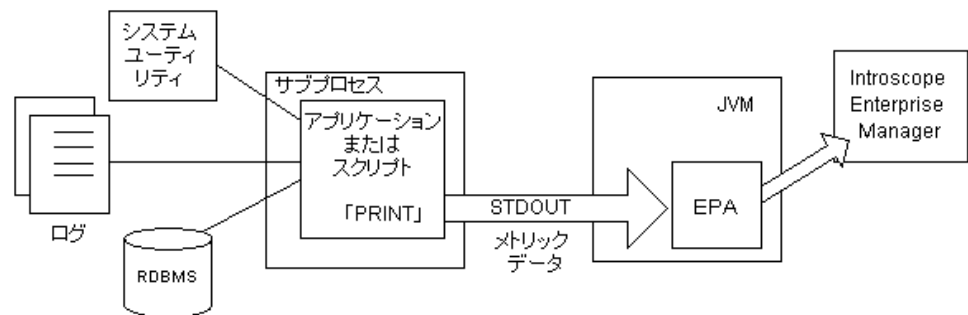 システム
ユーティ
リティ
サブプロセス
アプリケーション
または
スクリプト
「PRINT」
ログ
RDBMS
STDOUT
メトリック
データ
JVM
EPA
Introscope
Enterprise
Manager